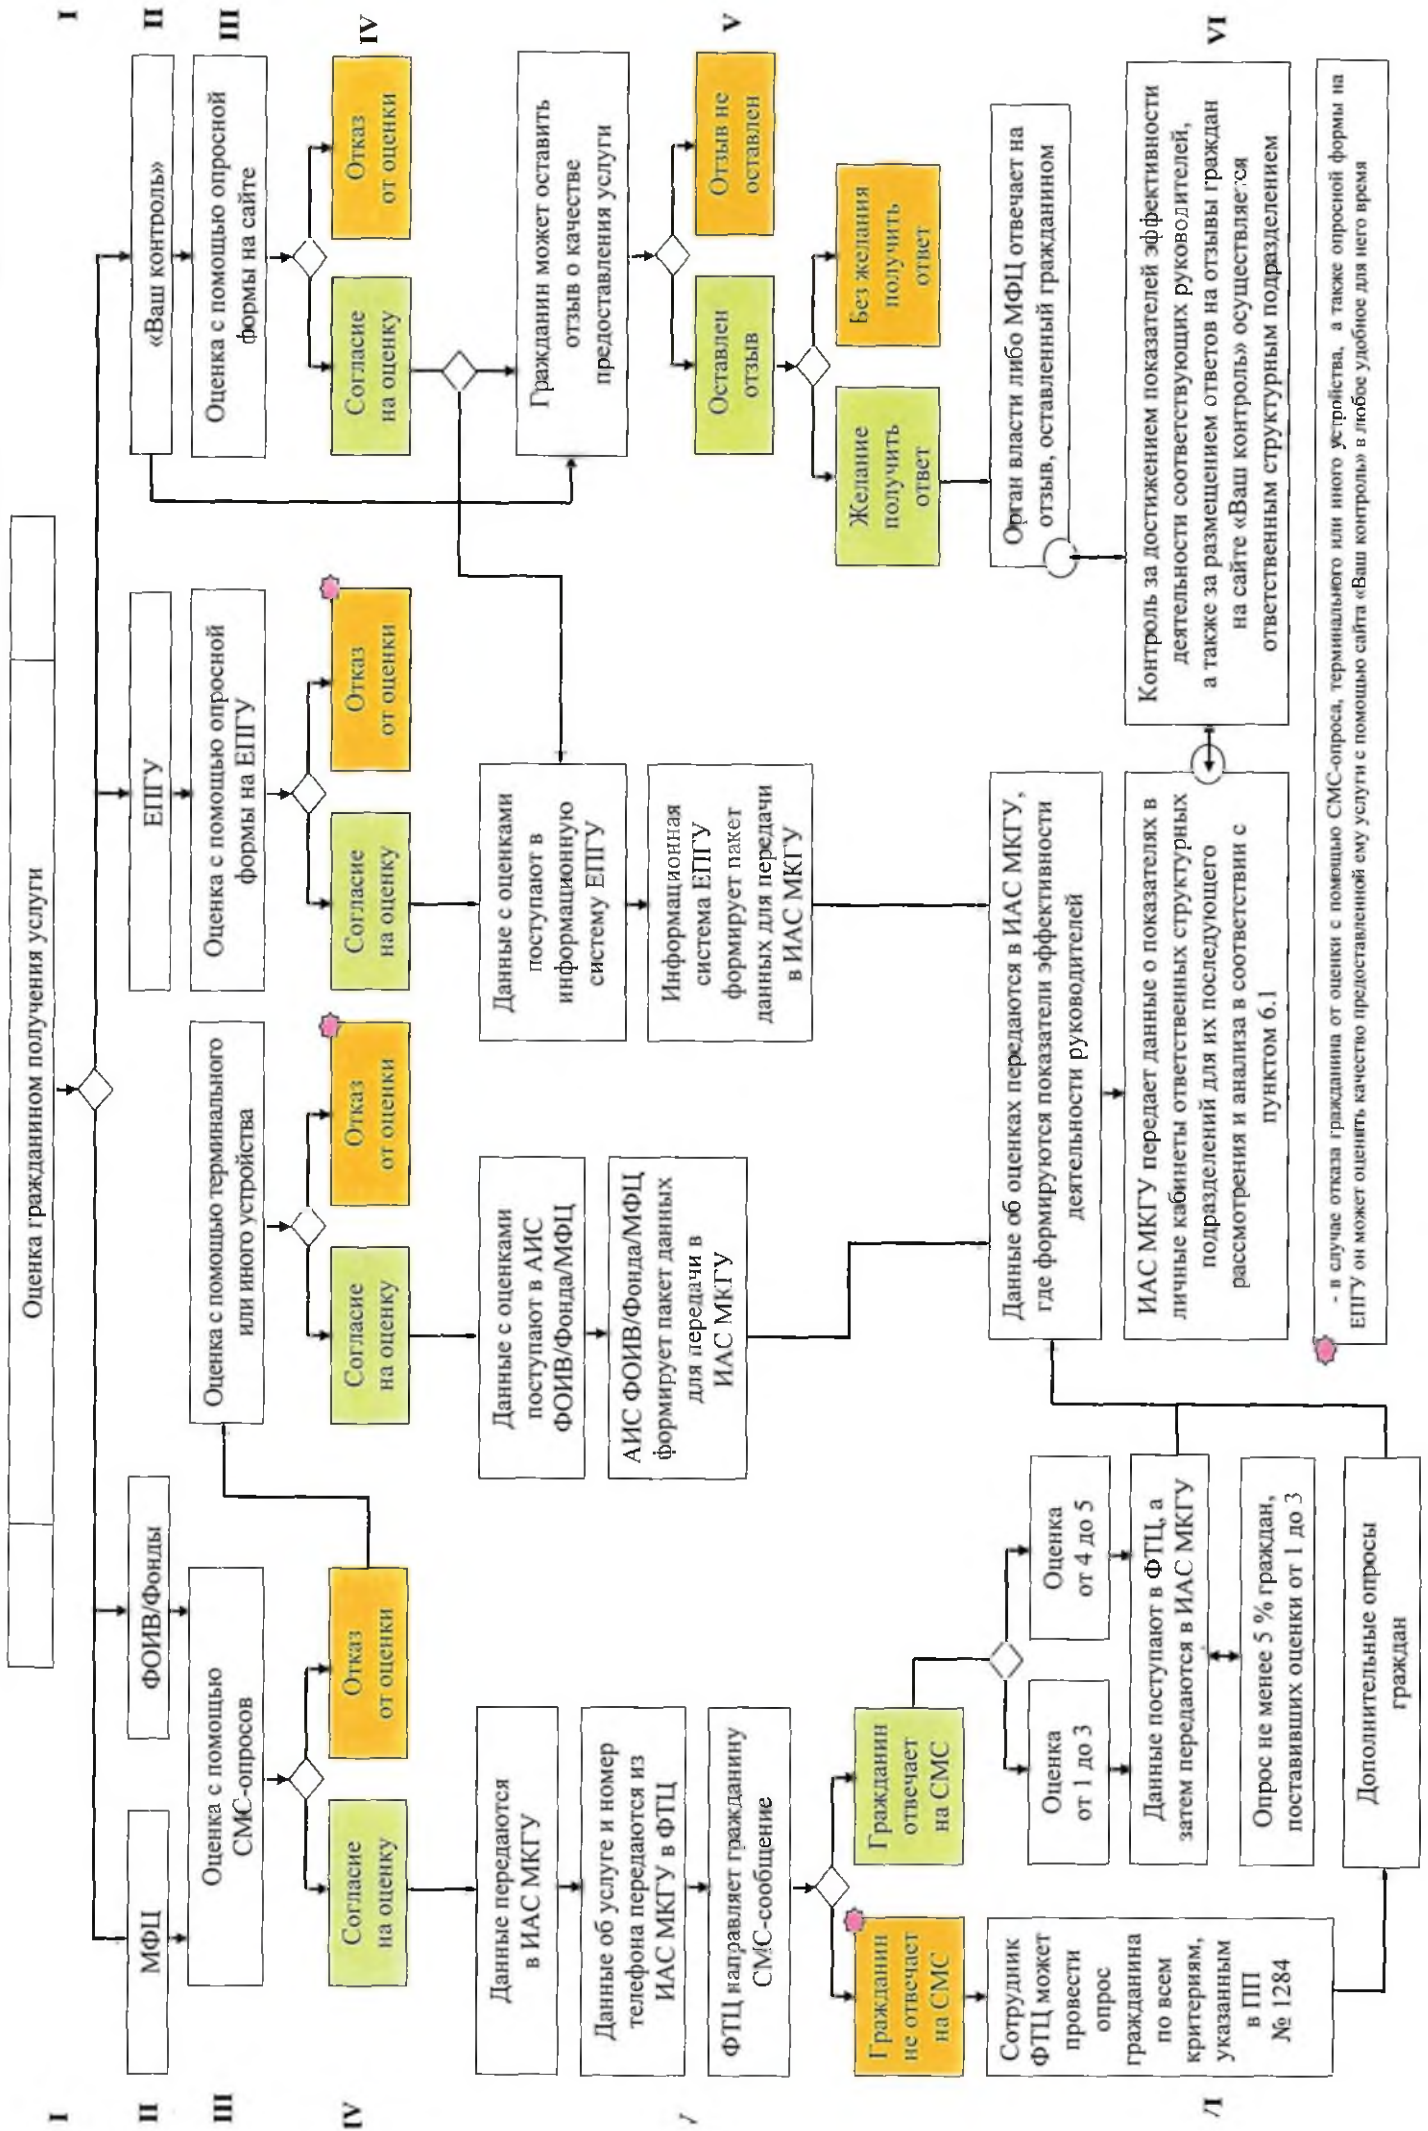 Оценка гражданином получения услуги
I
I
II
МФЦ
ФОИВ/Фонды
ЕПГУ
«Ваш контроль»
II
III
Оценка с помощью
СМС-опросов
Оценка с помощью терминального
или иного устройства
Оценка с помощью опросной
формы на ЕПГУ
Оценка с помощью опросной
формы на сайте
III
IV
Согласие
на оценку
Отказ
от оценки
Согласие
на оценку
Отказ
от оценки
Согласие
на оценку
Отказ
от оценки
Согласие
на оценку
Отказ
от оценки
IV
Данные передаются
в ИАС МКГУ
Данные об услуге и номер
телефона передаются из
ИАС МКГУ в ФТЦ
ФТЦ направляет гражданину
СМС-сообщение
Данные с оценками
поступают в АИС
ФОИВ/Фонда/МФЦ
АИС ФОИВ/Фонда/МФЦ
формирует пакет данных
для передачи в
ИАС МКГУ
Данные с оценками
поступают в
информационную
систему ЕПГУ
Информационная
система ЕПГУ
формирует пакет
данных для передачи
в ИАС МКГУ
Гражданин может оставить
отзыв о качестве
предоставления услуги
V
Оставлен
отзыв
Отзыв не
оставлен
Желание
получить
ответ
Без желания
получить
ответ
Гражданин
не отвечает
на СМС
Гражданин
отвечает
на СМС
Сотрудник
ФТЦ может
провести
опрос
гражданина
по всем
критериям,
указанным
в ПП
№ 1284
Оценка
от 1 до 3
Оценка
от 4 до 5
Данные поступают в ФТЦ, а
затем передаются в ИАС МКГУ
Опрос не менее 5 % граждан,
поставивших оценки от 1 до 3
Дополнительные опросы
граждан
Данные об оценках передаются в ИАС МКГУ,
где формируются показатели эффективности
деятельности руководителей
Орган власти либо МФЦ отвечает на
отзыв, оставленный гражданином
ИАС МКГУ передает данные о показателях в
личные кабинеты ответственных структурных
подразделений для их последующего
рассмотрения и анализа в соответствии с
пунктом 6.1
Контроль за достижением показателей эффективности
деятельности соответствующих руководителей,
а также за размещением ответов на отзывы граждан
на сайте «Ваш контроль» осуществляется
ответственным структурным подразделением
VI
- в случае отказа гражданина от оценки с помощью СМС-опроса, терминального или иного устройства, а также опросной формы на
ЕПГУ он может оценить качество предоставленной ему услуги с помощью сайта «Ваш контроль» в любое удобное для него время